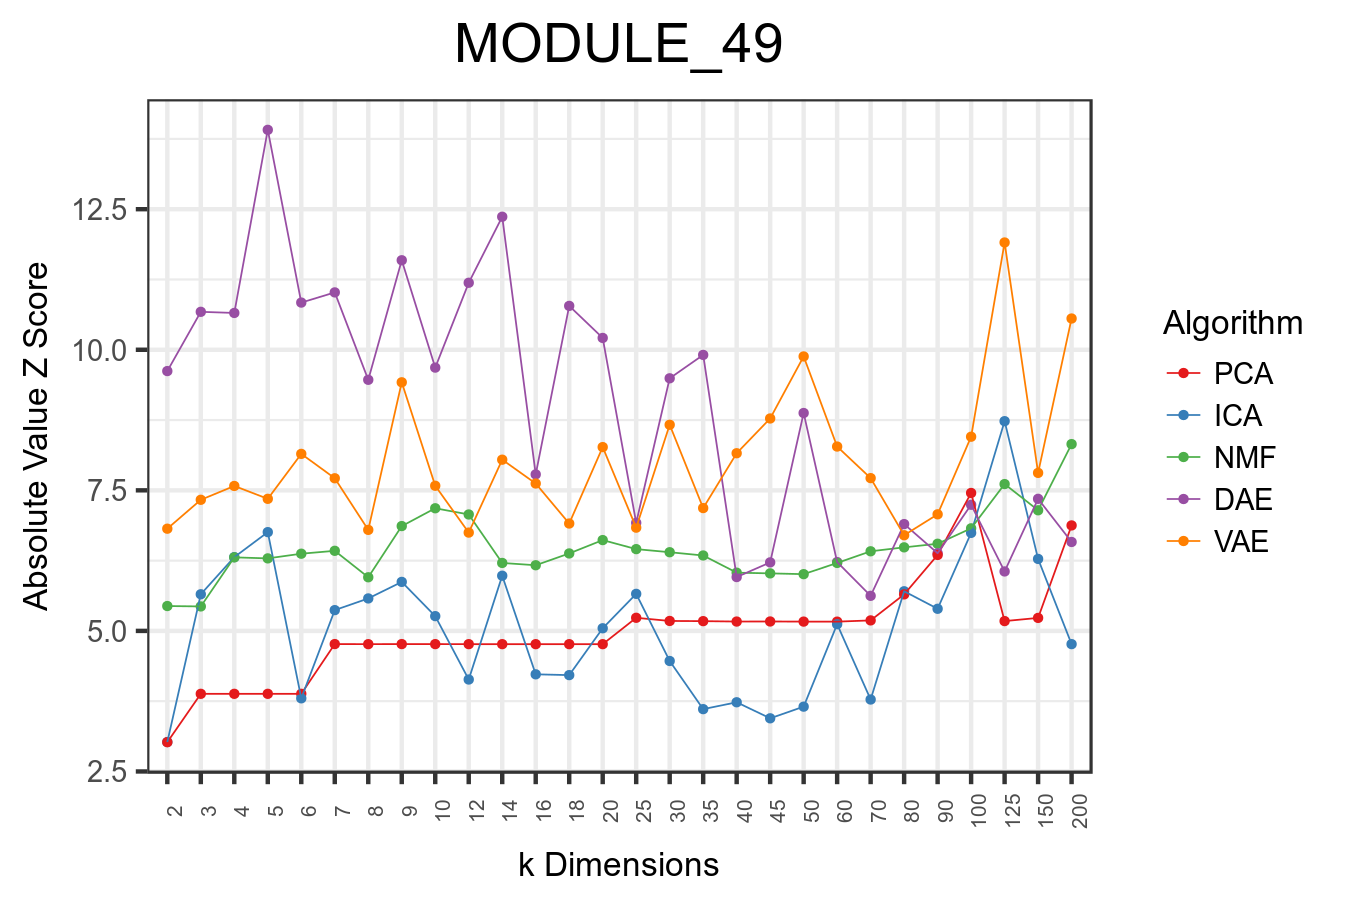 MODULE_49
Absolute Value Z Score
12.5
10.0
7.5
5.0
2.5
2 3 4 5 6 7 8 9 10 12 14 16 18 20 25 30 35 40 45 50 60 70 80 90 100 125 150 200
k Dimensions
Algorithm
PCA
ICA
NMF
DAE
VAE